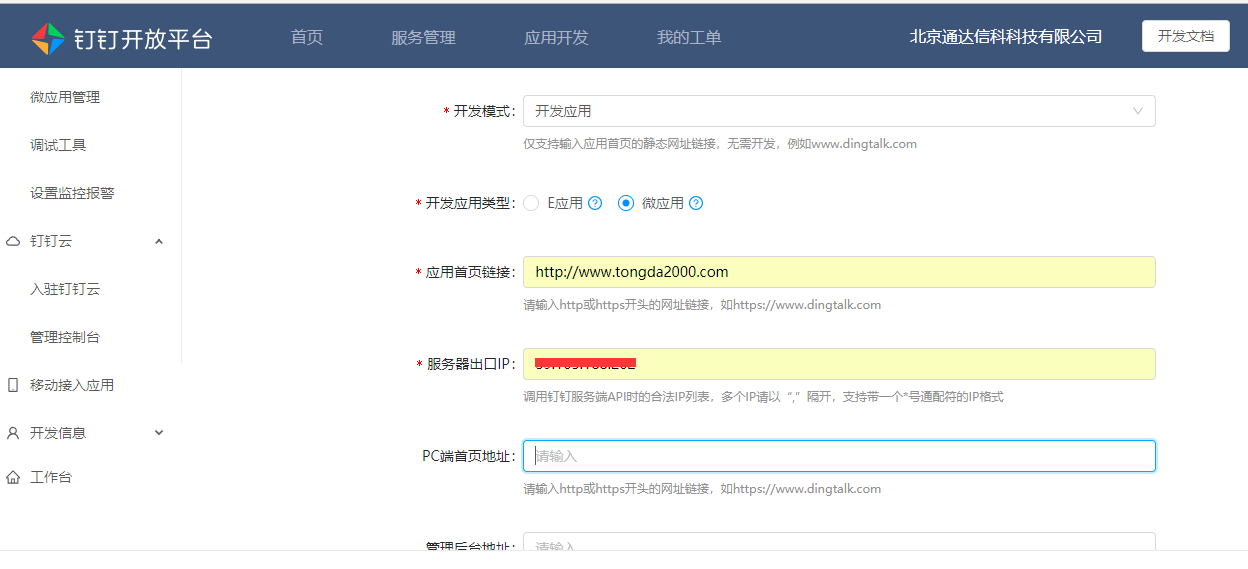 钉钉开放平台 首页 服务管理 应用开发 我的工单 北京通达信科科技有限公司 开发文档
微应用管理
* 开发模式： 开发应用
仅支持输入应用首页的静态网址链接，无需开发，例如www.dingtalk.com
调试工具
设置监控报警
* 开发应用类型： E应用 ? 微应用 ?
钉钉云
* 应用首页链接： http://www.tongda2000.com
入驻钉钉云
请输入http或https开头的网址链接，如https://www.dingtalk.com
管理控制台
* 服务器出口IP：
移动接入应用
调用钉钉服务端API时的合法IP列表，多个IP请以“,”隔开，支持带一个*号通配符的IP格式
开发信息
PC端首页地址： 请输入
工作台
请输入http或https开头的网址链接，如https://www.dingtalk.com
管理后台地址： 请输入